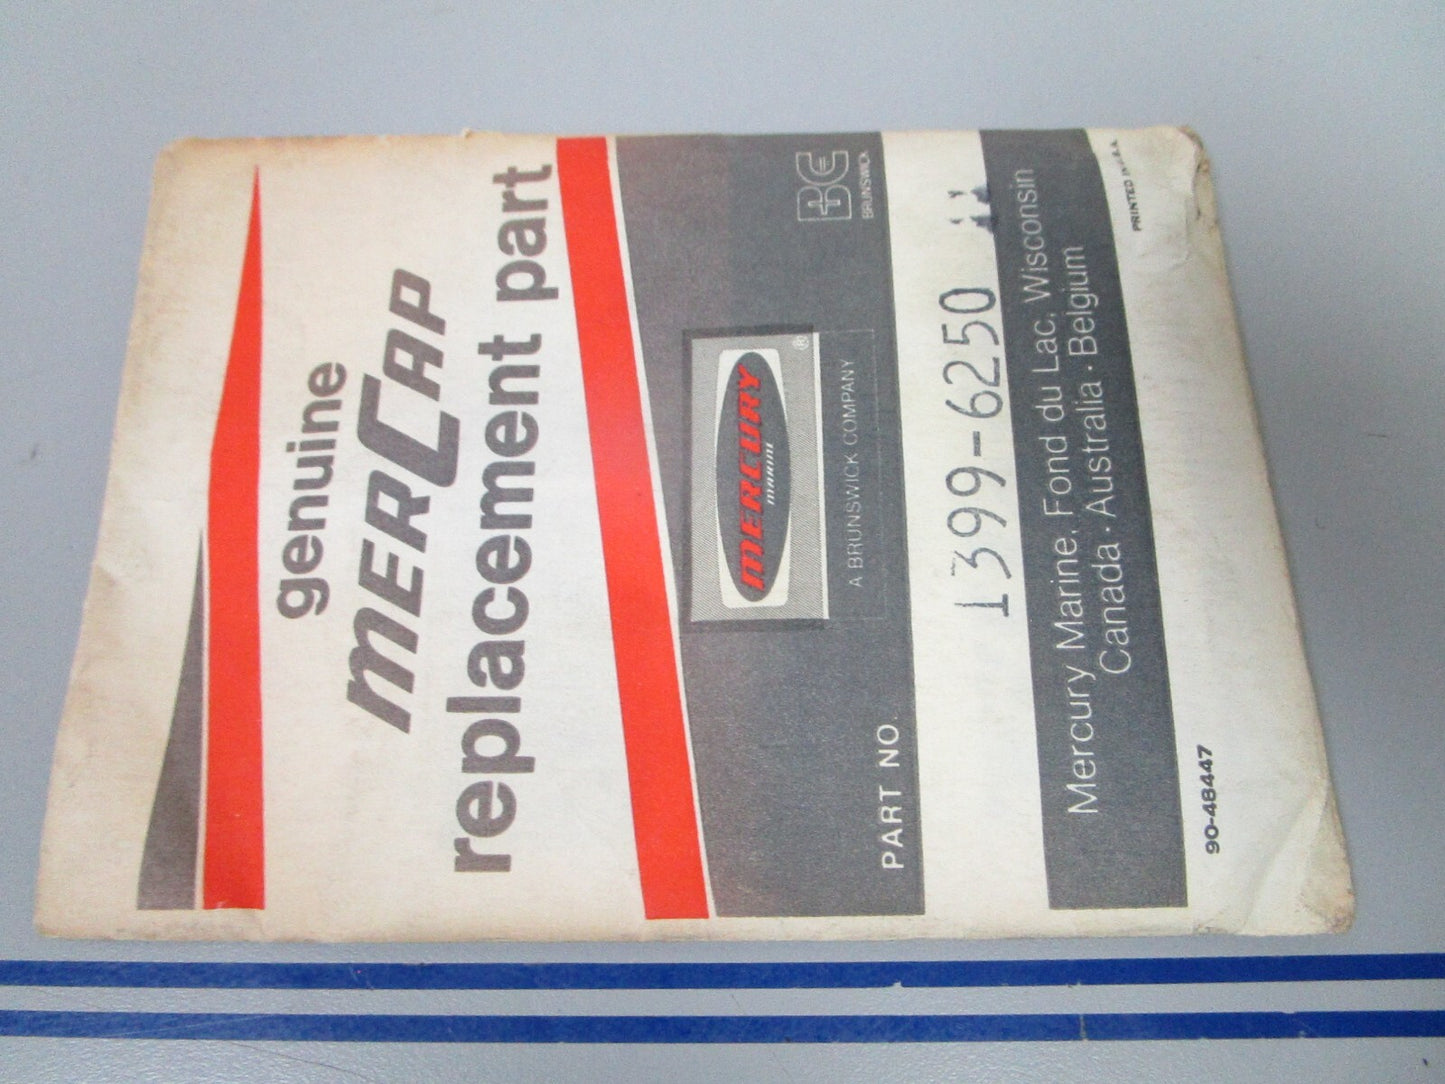 genuine
MERCAP
replacement part
BRUNSWICK
MERCURY
MARINE
®
A BRUNSWICK COMPANY
PART NO.
1399-6250
Mercury Marine, Fond du Lac, Wisconsin
Canada · Australia · Belgium
90-48447
PRINTED IN U.S.A.